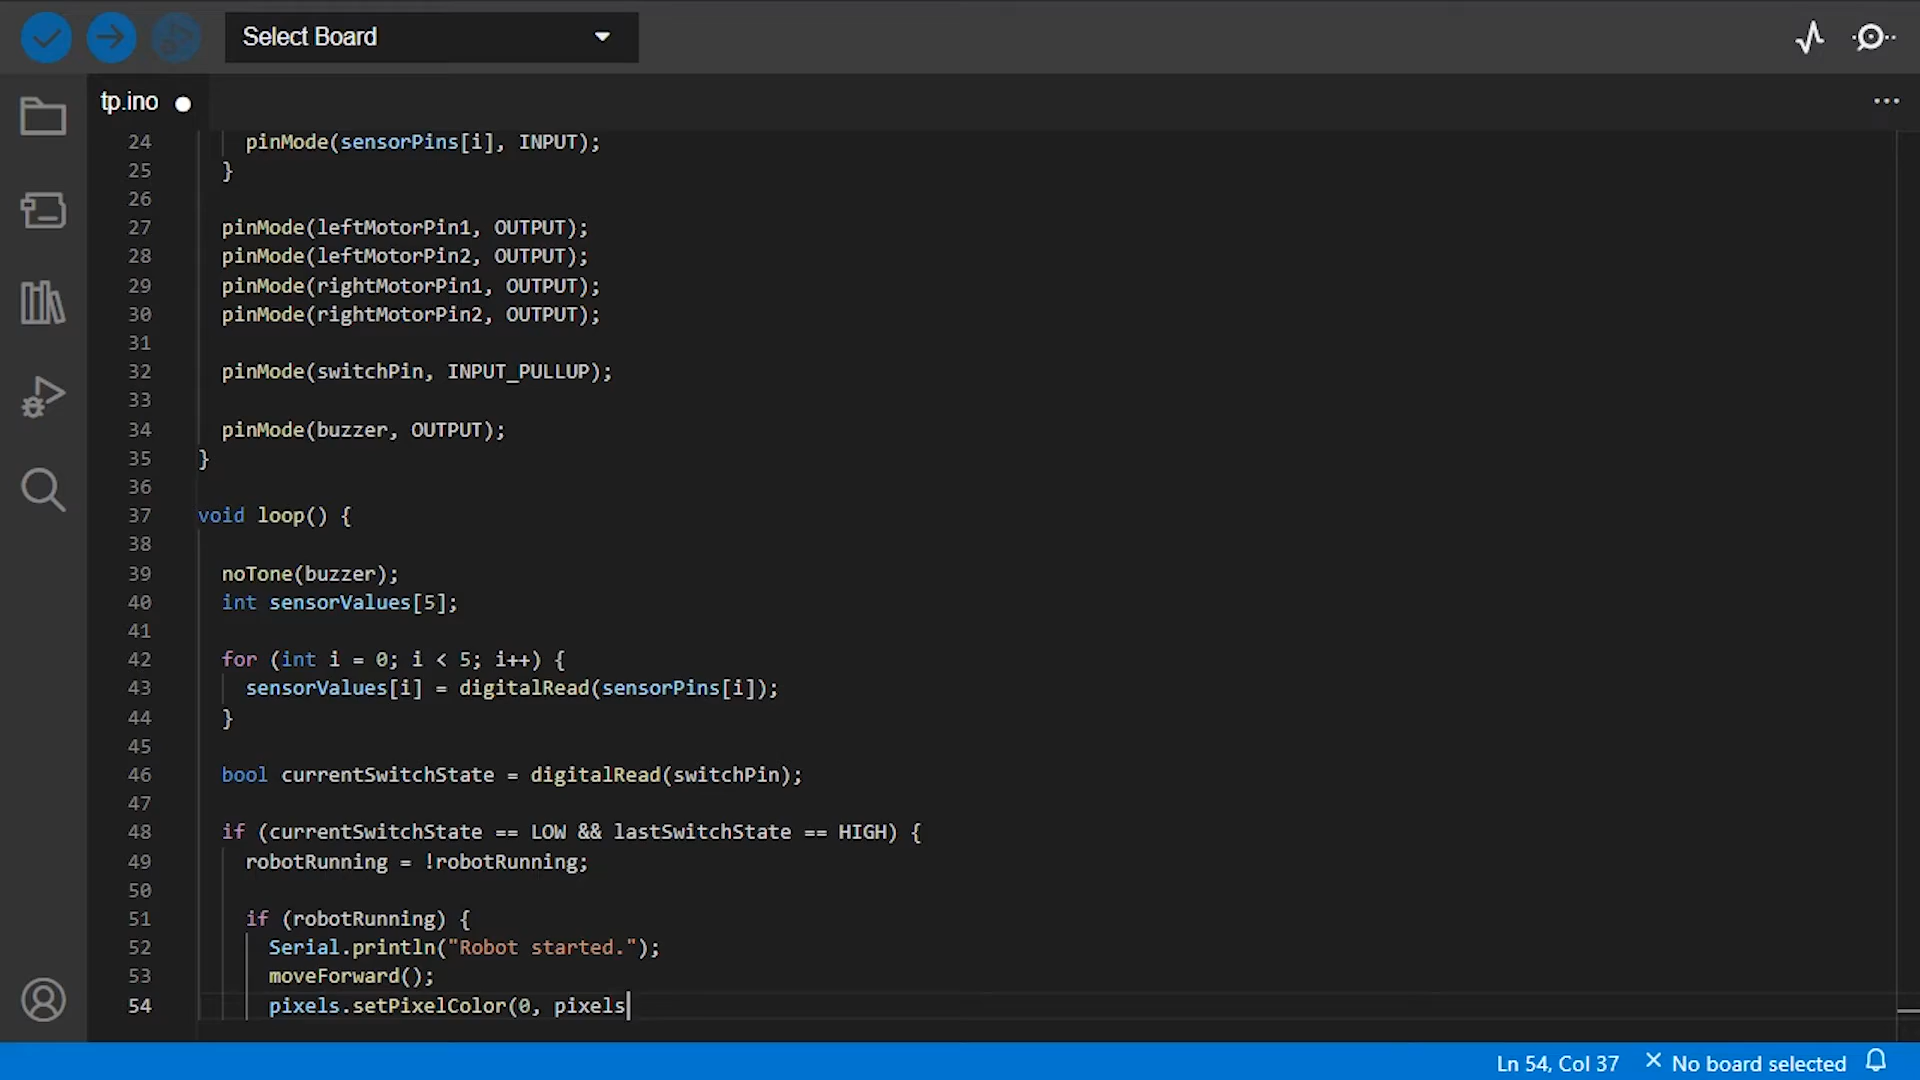 Select Board
tp.ino
24 pinMode(sensorPins[i], INPUT);
25 }
26
27 pinMode(leftMotorPin1, OUTPUT);
28 pinMode(leftMotorPin2, OUTPUT);
29 pinMode(rightMotorPin1, OUTPUT);
30 pinMode(rightMotorPin2, OUTPUT);
31
32 pinMode(switchPin, INPUT_PULLUP);
33
34 pinMode(buzzer, OUTPUT);
35 }
36
37 void loop() {
38
39 noTone(buzzer);
40 int sensorValues[5];
41
42 for (int i = 0; i < 5; i++) {
43 sensorValues[i] = digitalRead(sensorPins[i]);
44 }
45
46 bool currentSwitchState = digitalRead(switchPin);
47
48 if (currentSwitchState == LOW && lastSwitchState == HIGH) {
49 robotRunning = !robotRunning;
50
51 if (robotRunning) {
52 Serial.println("Robot started.");
53 moveForward();
54 pixels.setPixelColor(0, pixels
Ln 54, Col 37 No board selected